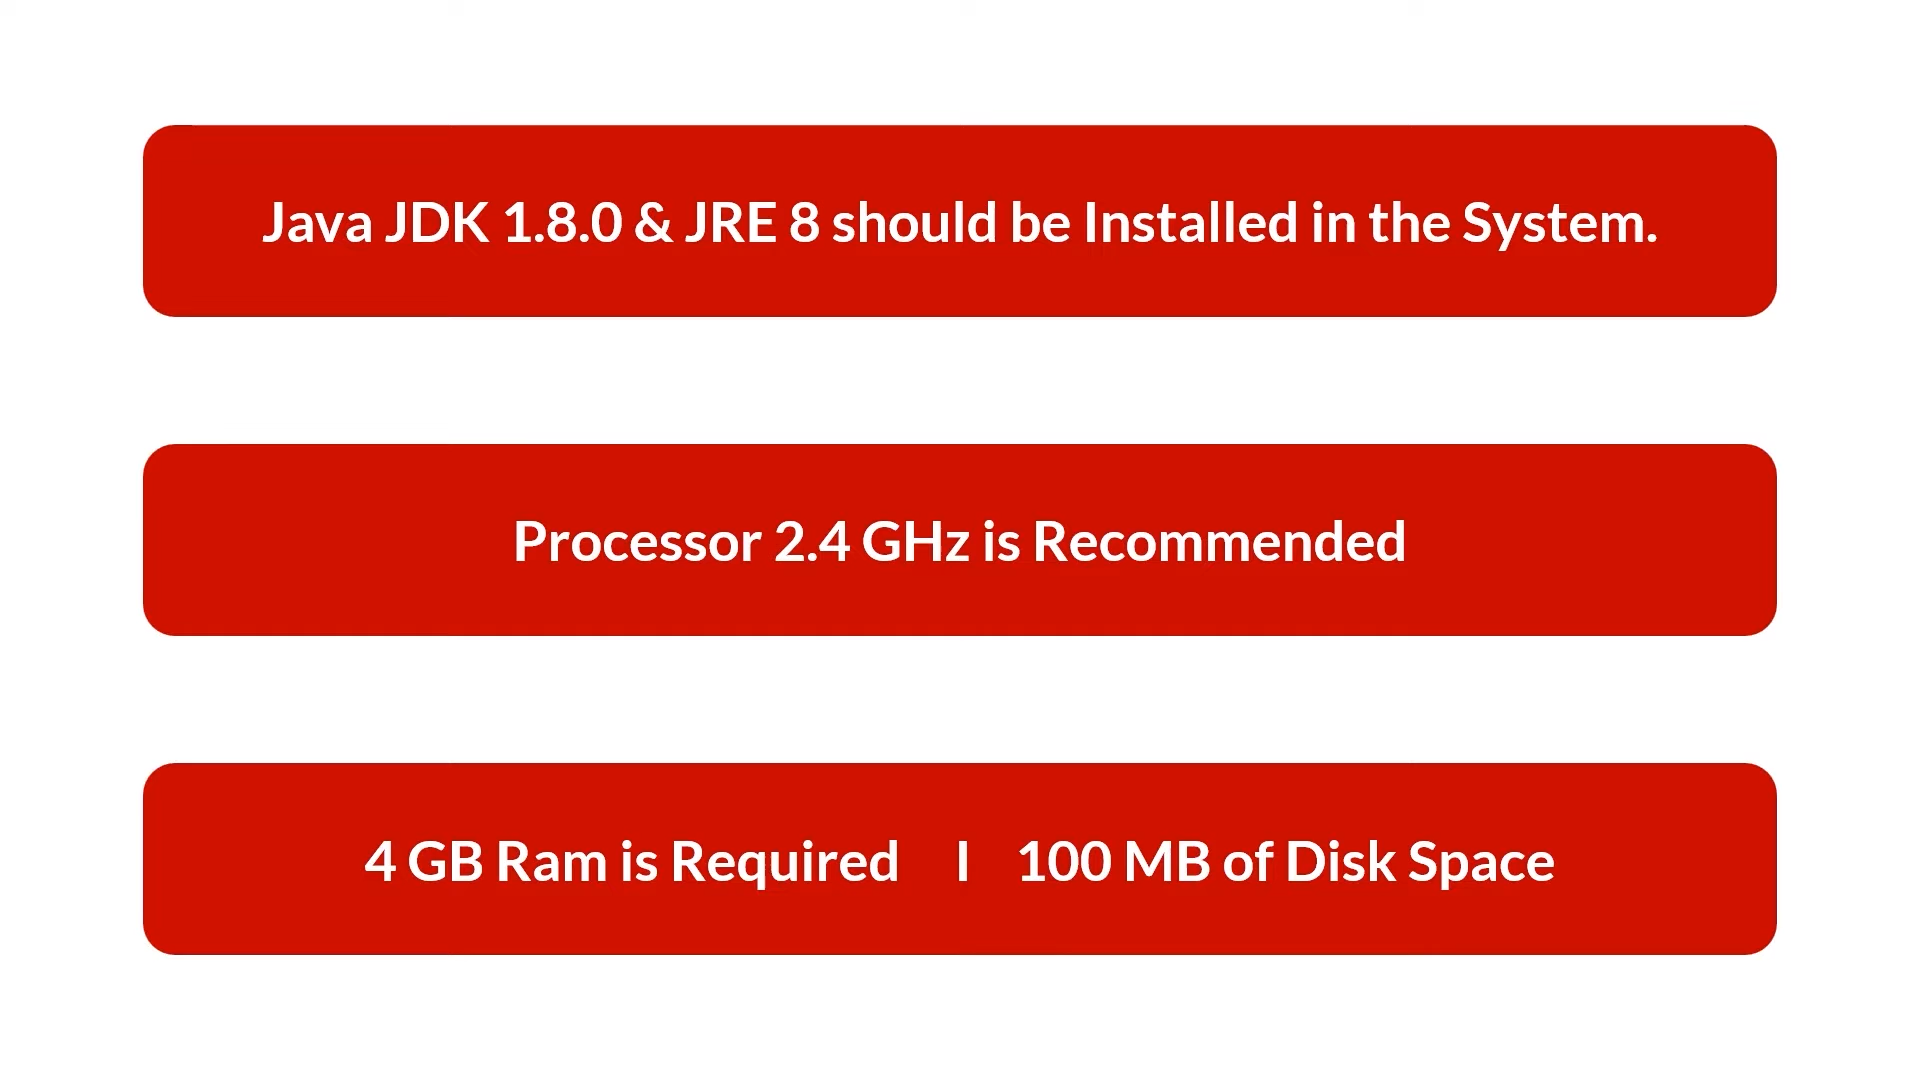 Java JDK 1.8.0 & JRE 8 should be Installed in the System.
Processor 2.4 GHz is Recommended
4 GB Ram is Required I 100 MB of Disk Space